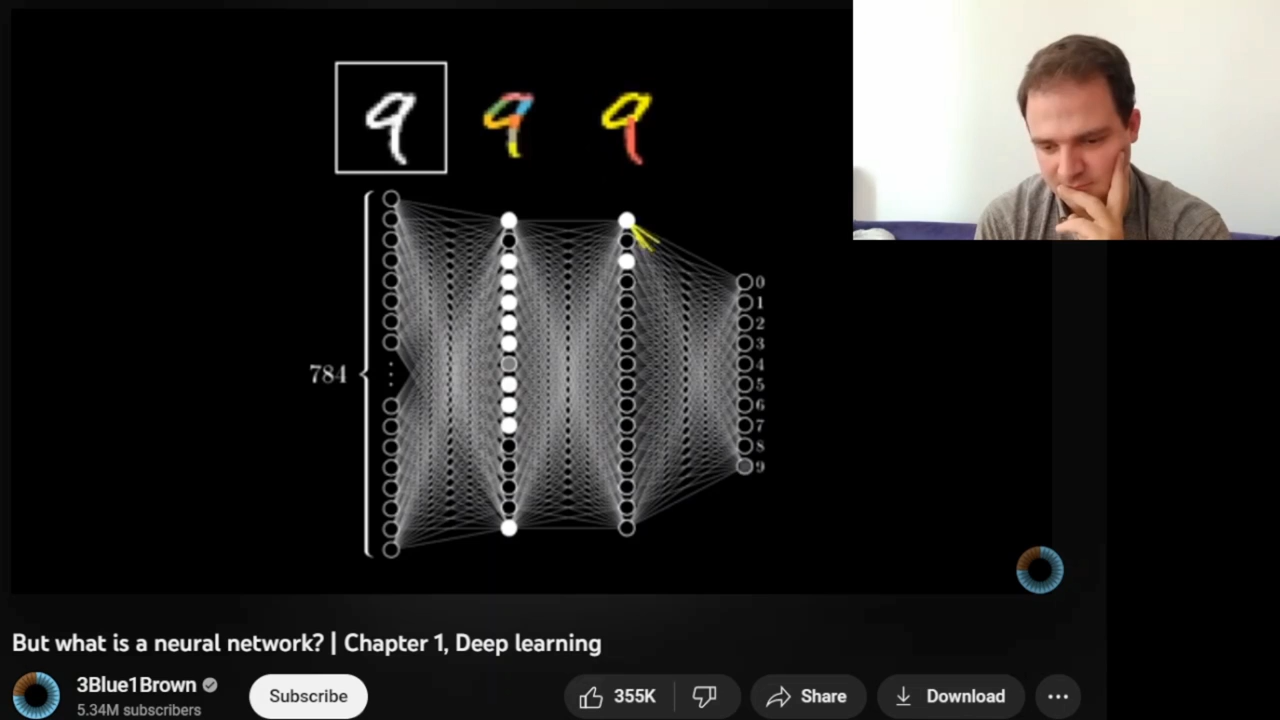 9 9 9
784
0
1
2
3
4
5
6
7
8
9
But what is a neural network? | Chapter 1, Deep learning
3Blue1Brown
5.34M subscribers
Subscribe
355K
Share
Download